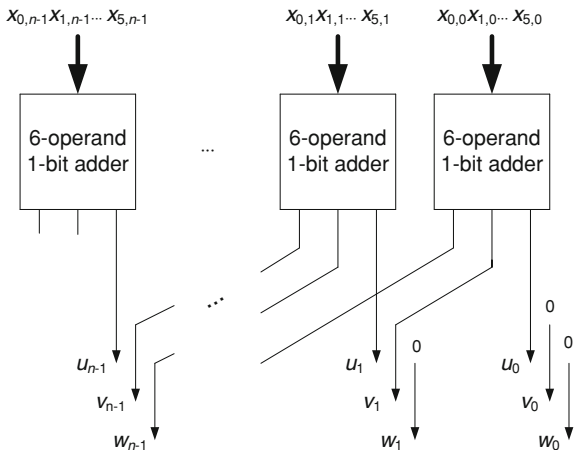 x0,n-1 x1,n-1... x5,n-1
x0,1 x1,1... x5,1
x0,0 x1,0... x5,0
6-operand
1-bit adder
...
6-operand
1-bit adder
6-operand
1-bit adder
...
0
0
0
un-1
u1
u0
vn-1
v1
v0
wn-1
w1
w0